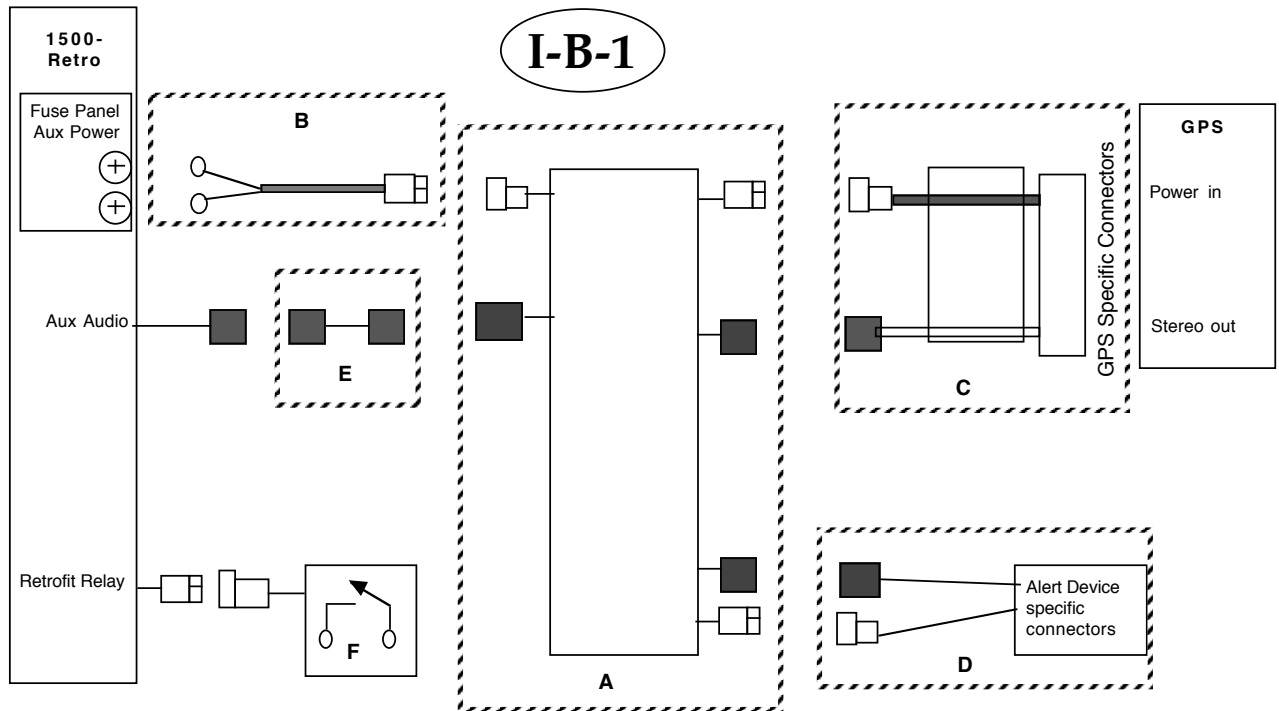 I-B-1
1500-
Retro
Fuse Panel
Aux Power
B
GPS
Power in
Stereo out
GPS Specific Connectors
C
Aux Audio
E
Retrofit Relay
F
A
Alert Device
specific
connectors
D